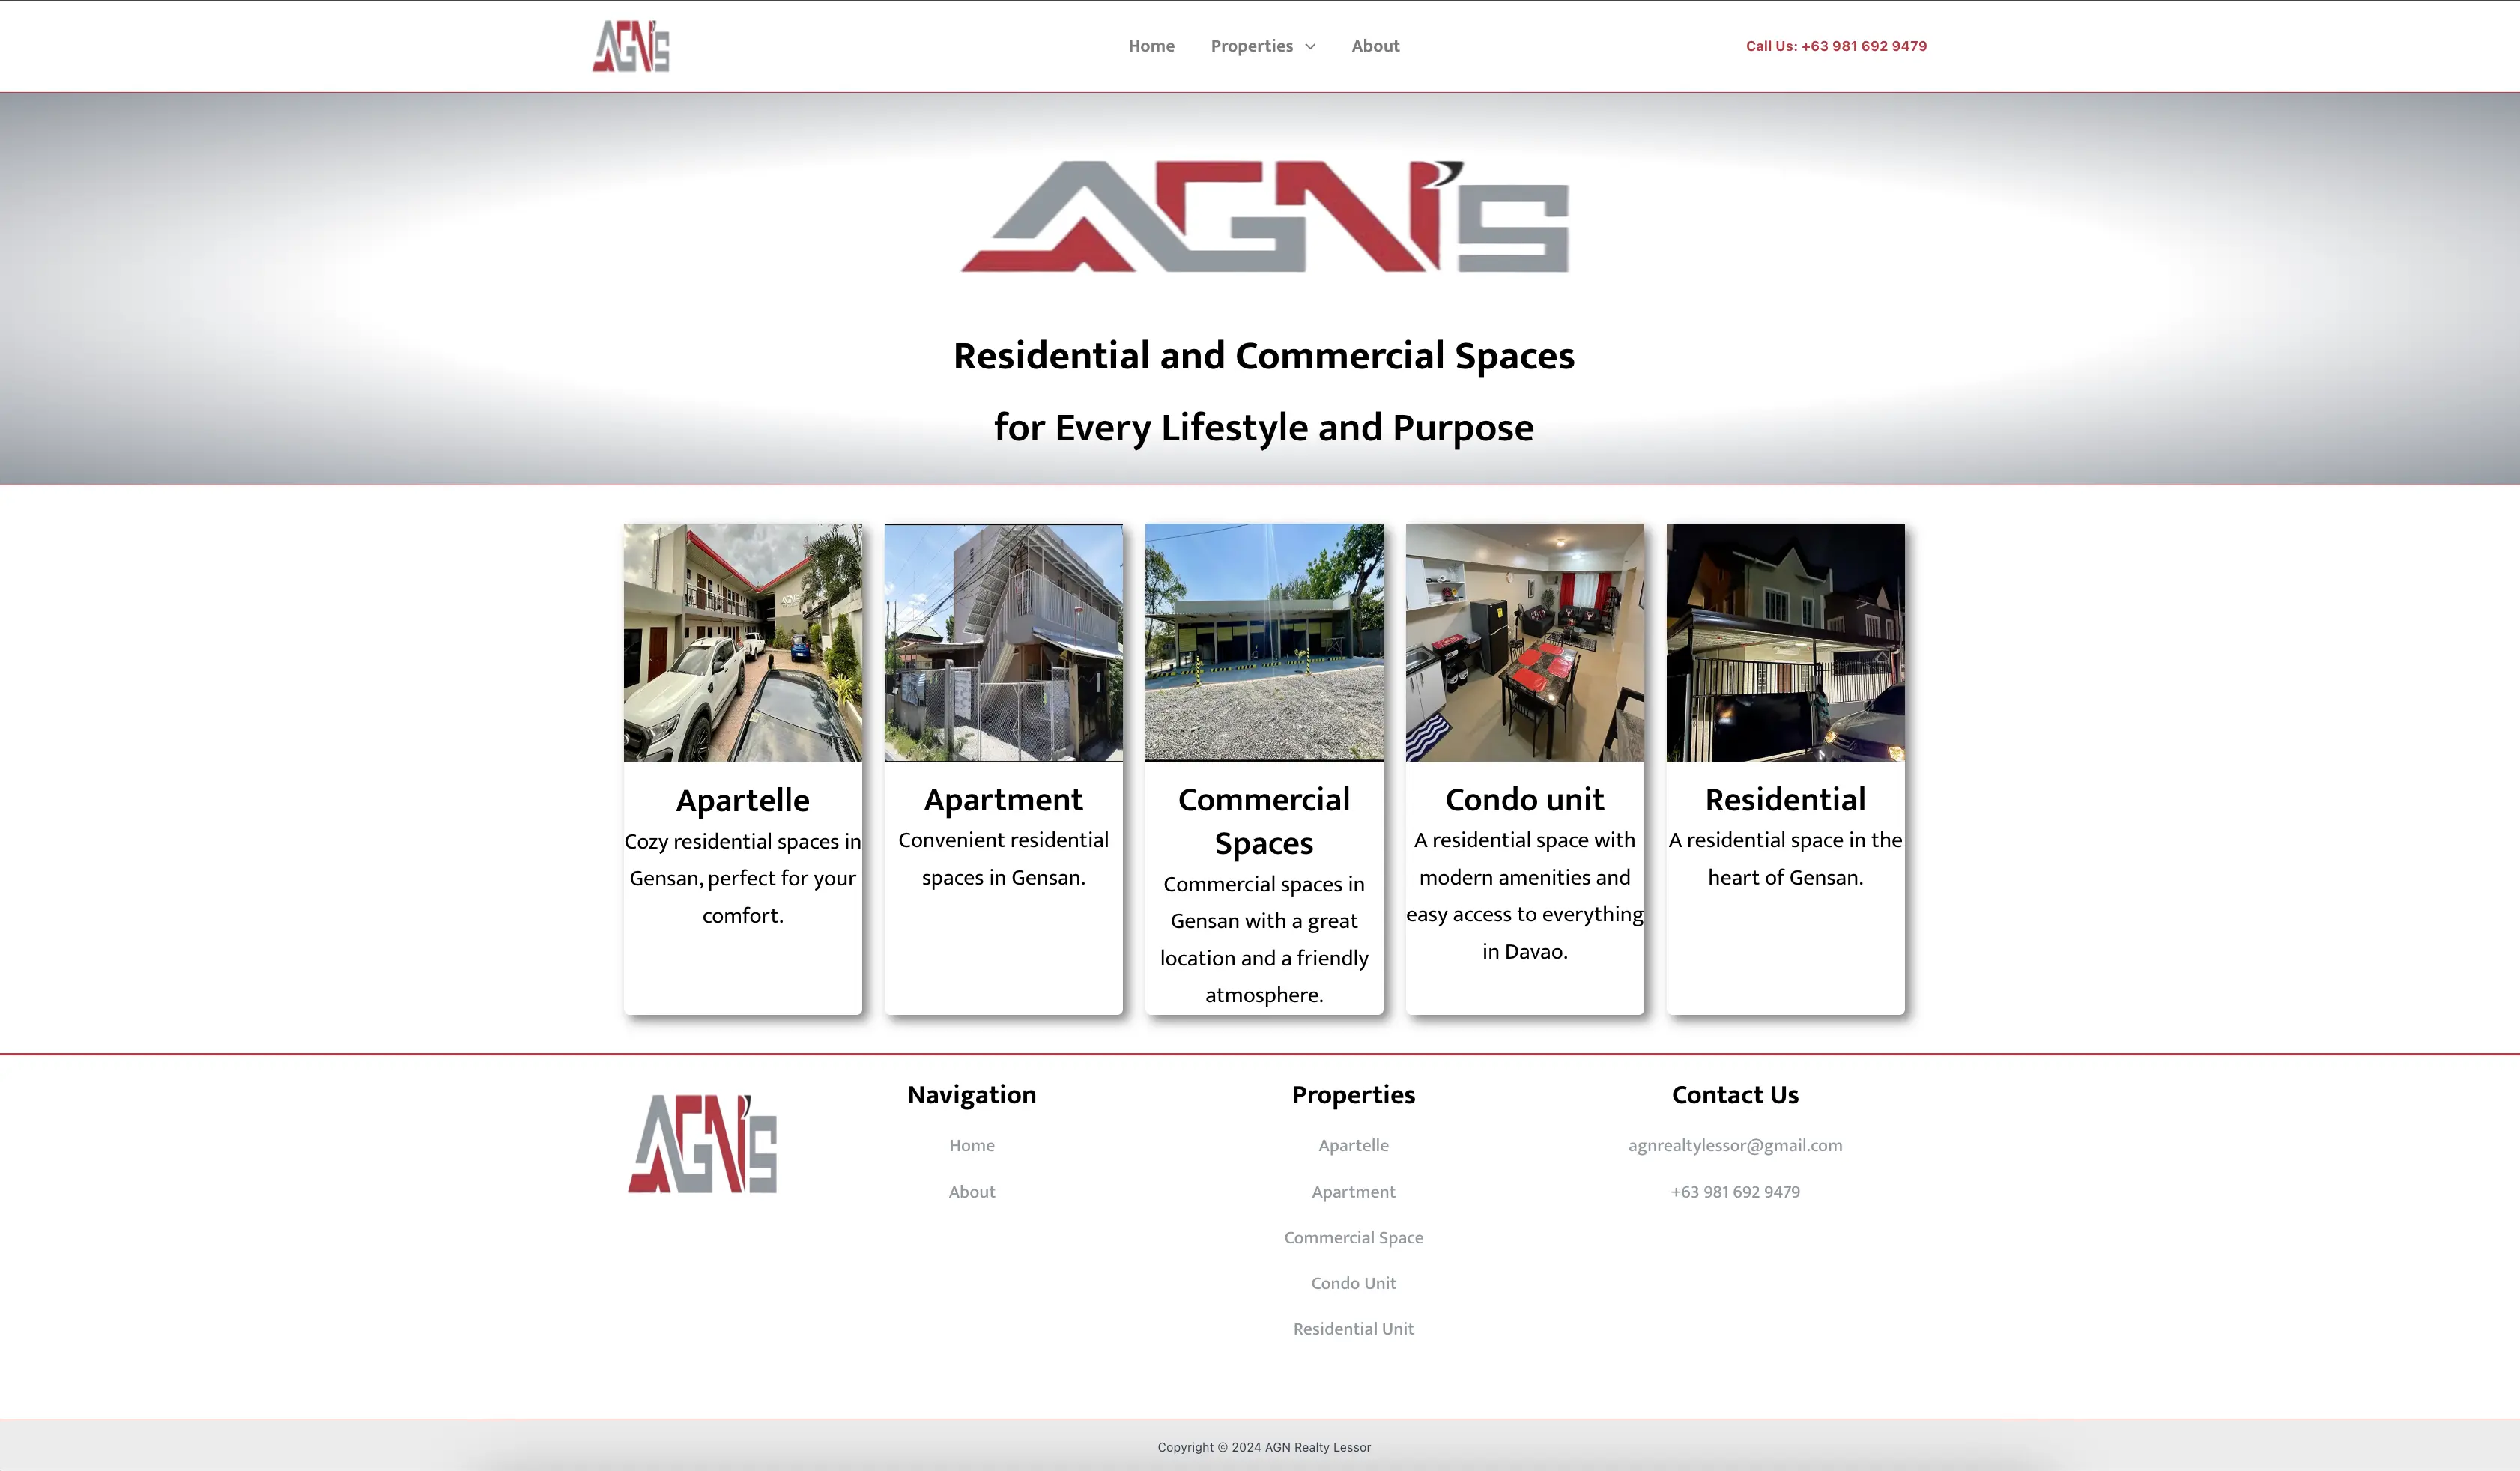 AGN's
Home
Properties
About
Call Us: +63 981 692 9479
AGN's
Residential and Commercial Spaces
for Every Lifestyle and Purpose
AGN's
Apartelle
Cozy residential spaces in
Gensan, perfect for your
comfort.
Apartment
Convenient residential
spaces in Gensan.
Commercial
Spaces
Commercial spaces in
Gensan with a great
location and a friendly
atmosphere.
Condo unit
A residential space with
modern amenities and
easy access to everything
in Davao.
Residential
A residential space in the
heart of Gensan.
AGN's
Navigation
Home
About
Properties
Apartelle
Apartment
Commercial Space
Condo Unit
Residential Unit
Contact Us
agnrealtylessor@gmail.com
+63 981 692 9479
Copyright © 2024 AGN Realty Lessor